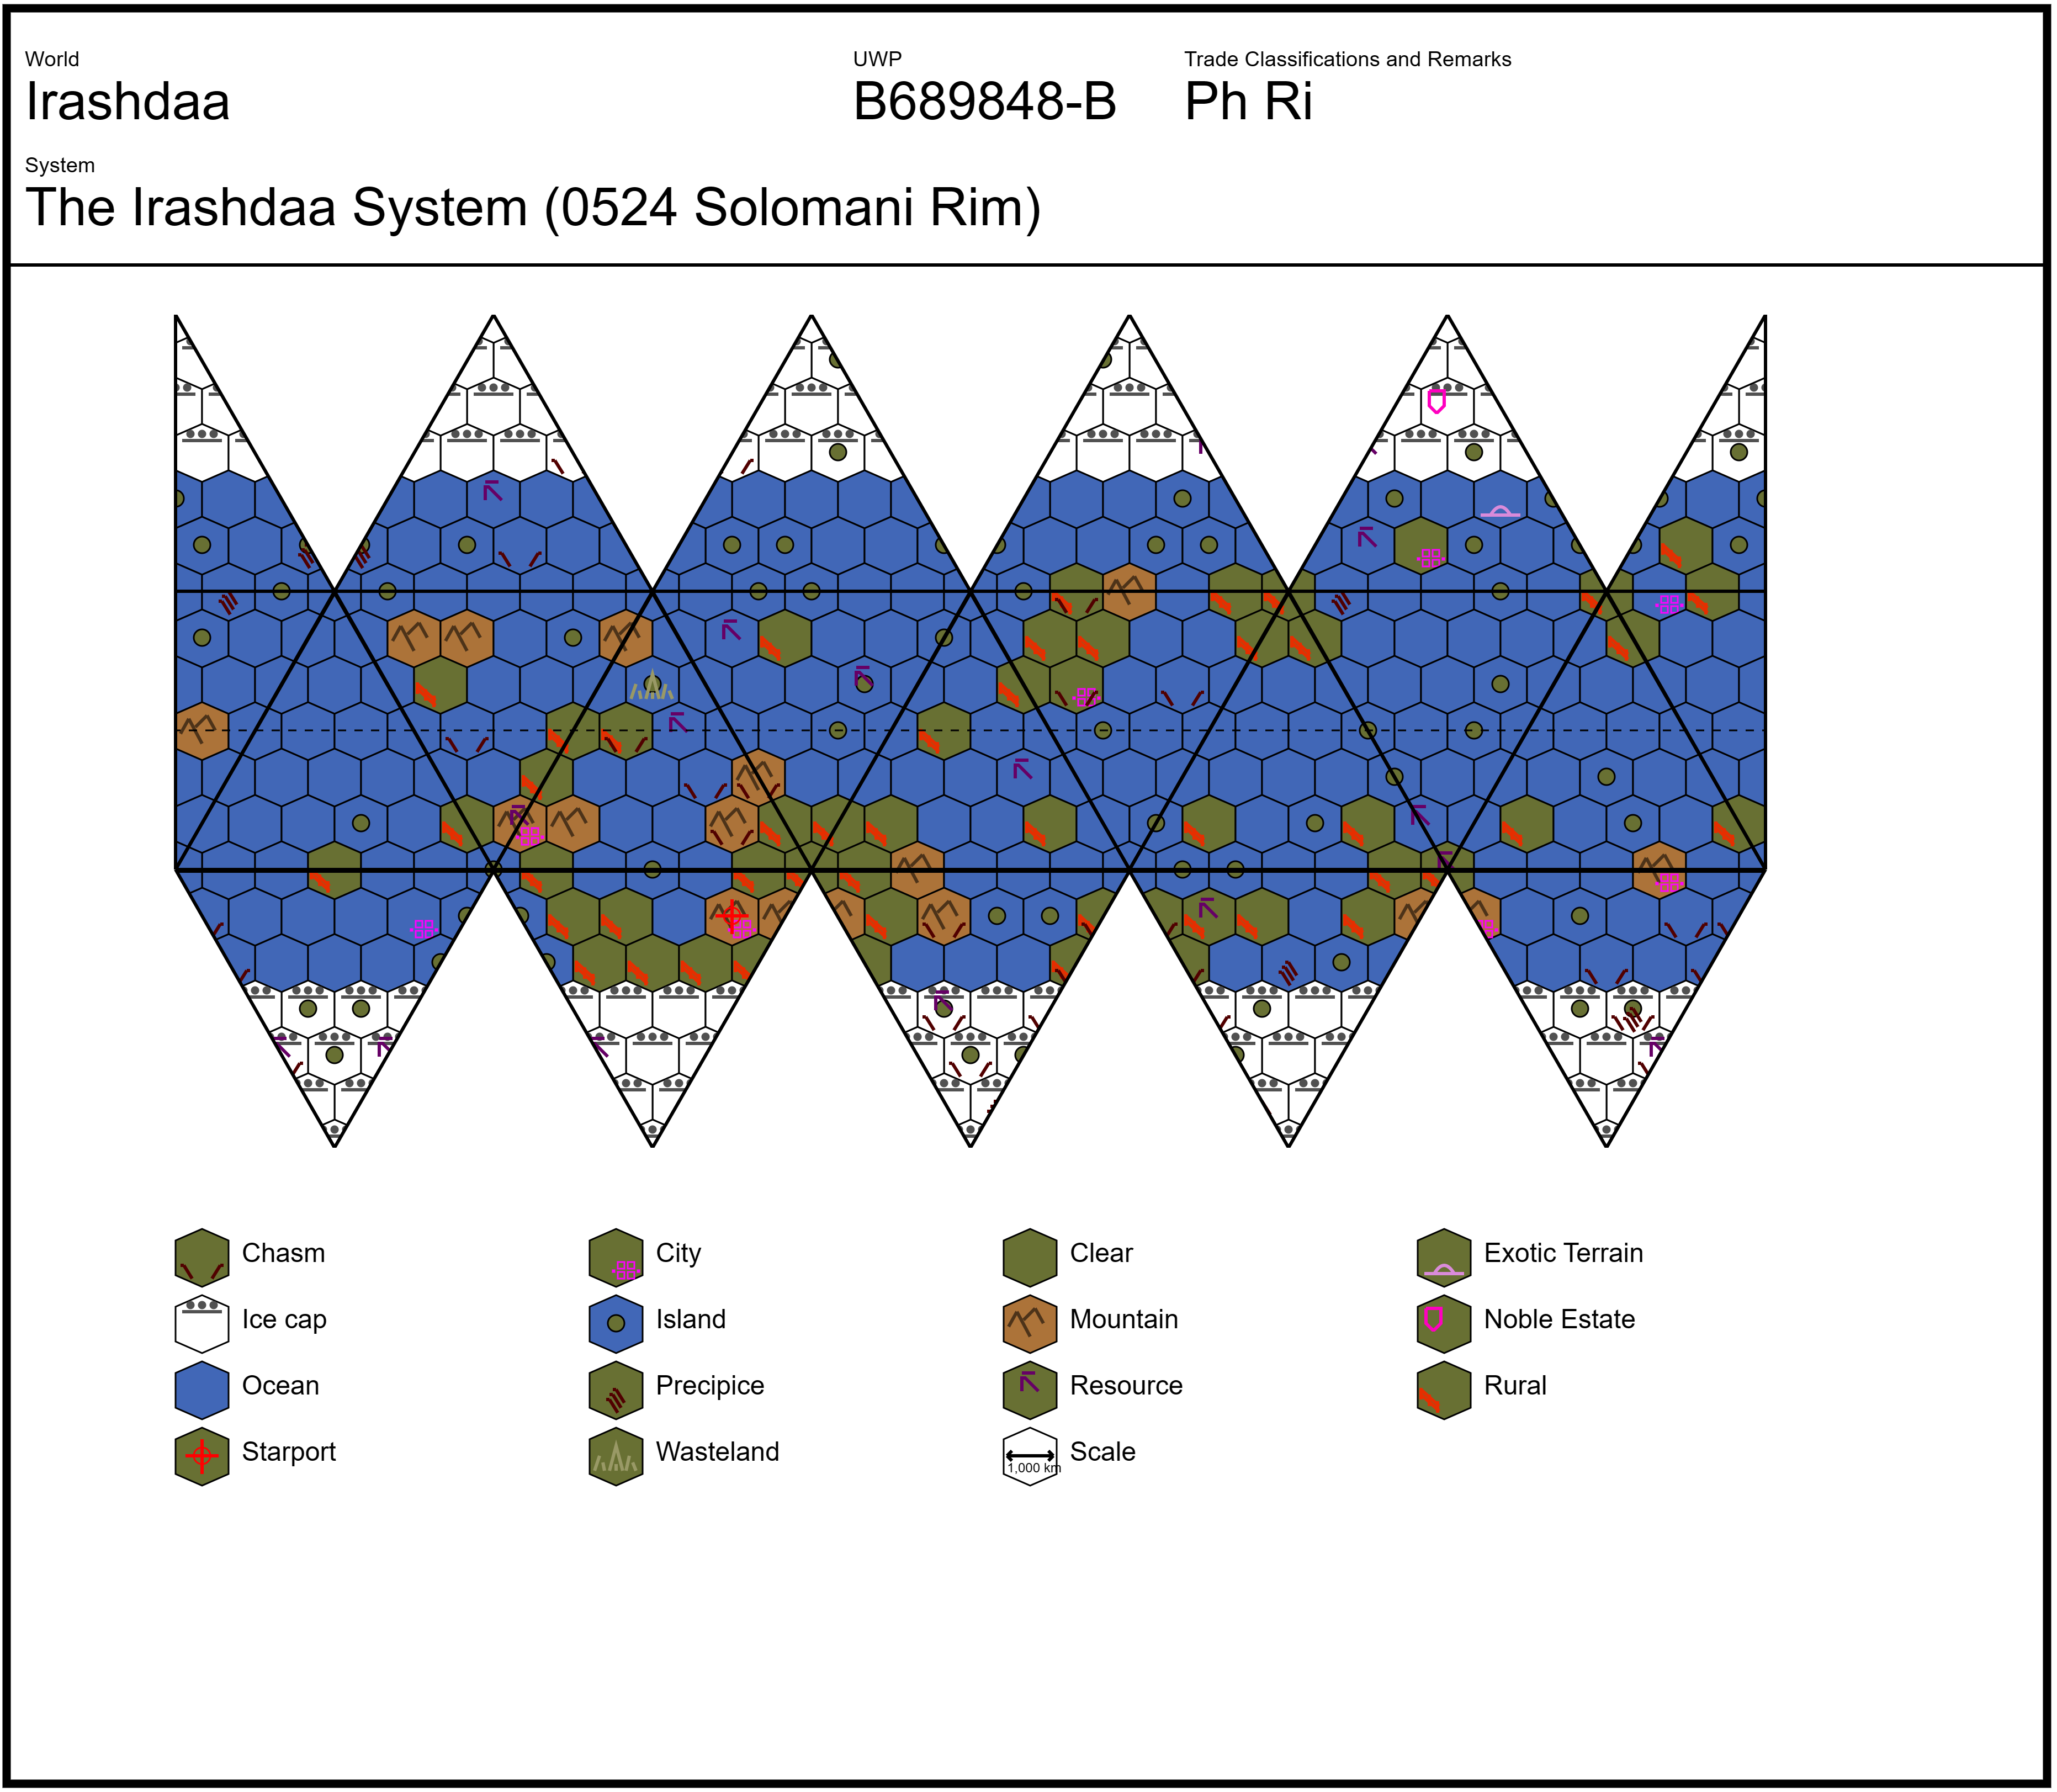 World
UWP
Trade Classifications and Remarks
Irashdaa
B689848-B
Ph Ri
System
The Irashdaa System (0524 Solomani Rim)
Chasm
City
Clear
Exotic Terrain
Ice cap
Island
Mountain
Noble Estate
Ocean
Precipice
Resource
Rural
Starport
Wasteland
1,000 km
Scale